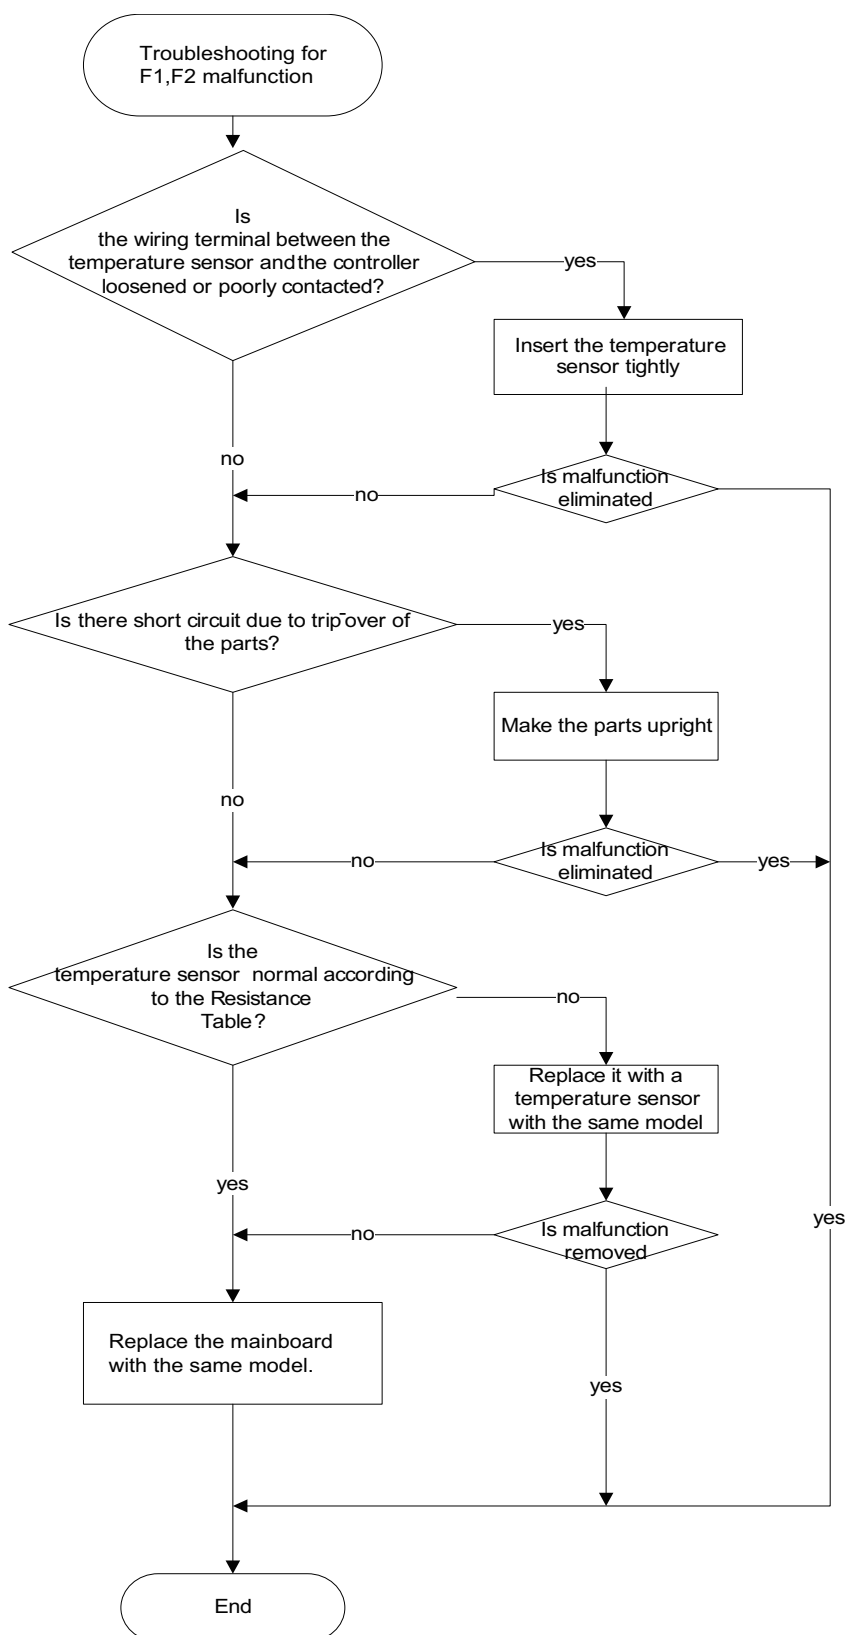 Troubleshooting for
F1,F2 malfunction
Is
the wiring terminal between the
temperature sensor and the controller
loosened or poorly contacted?
yes
Insert the temperature
sensor tightly
no
Is malfunction
eliminated
no
Is there short circuit due to trip-over of
the parts?
yes
Make the parts upright
no
Is malfunction
eliminated
no
yes
Is the
temperature sensor normal according
to the Resistance
Table?
no
Replace it with a
temperature sensor
with the same model
yes
Is malfunction
removed
no
yes
Replace the mainboard
with the same model.
yes
End